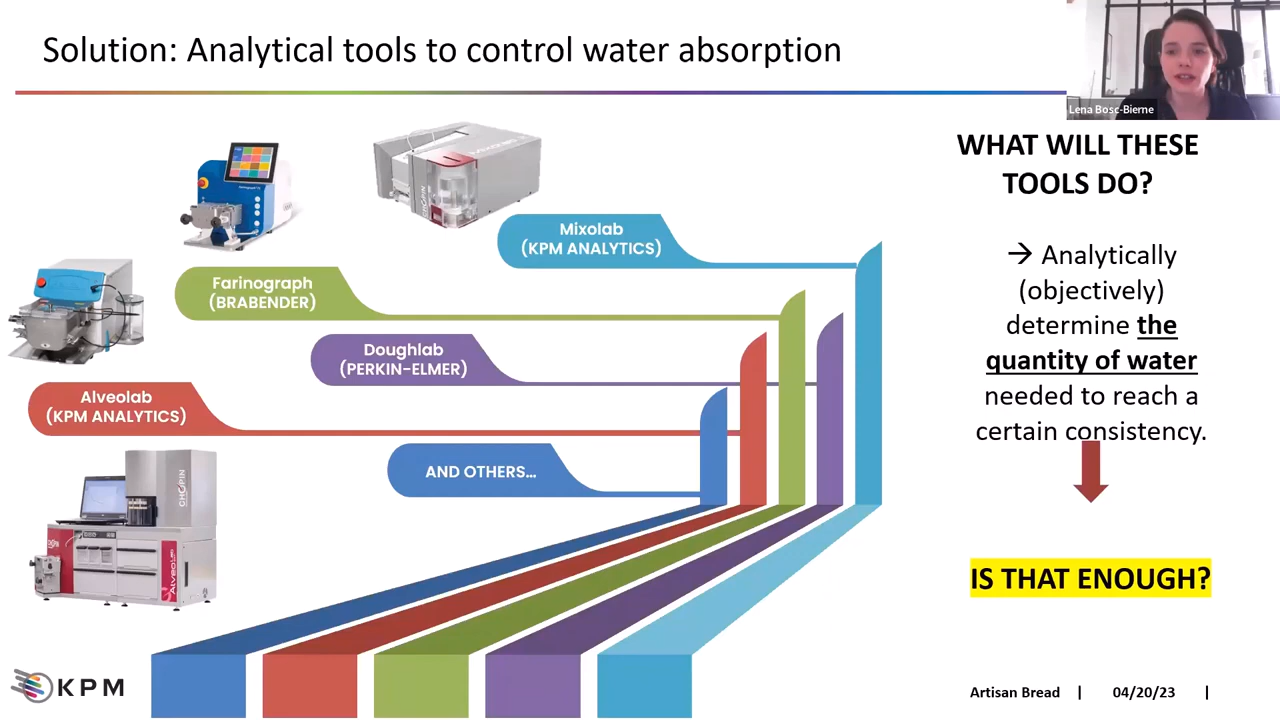 Solution: Analytical tools to control water absorption
Lena Bosc-Bierne
WHAT WILL THESE
TOOLS DO?
→ Analytically
(objectively)
determine the
quantity of water
needed to reach a
certain consistency.
IS THAT ENOUGH?
Mixolab
(KPM ANALYTICS)
Farinograph
(BRABENDER)
Doughlab
(PERKIN-ELMER)
Alveolab
(KPM ANALYTICS)
AND OTHERS...
CHOPIN
AlveoLAB
KPM
Artisan Bread | 04/20/23 |